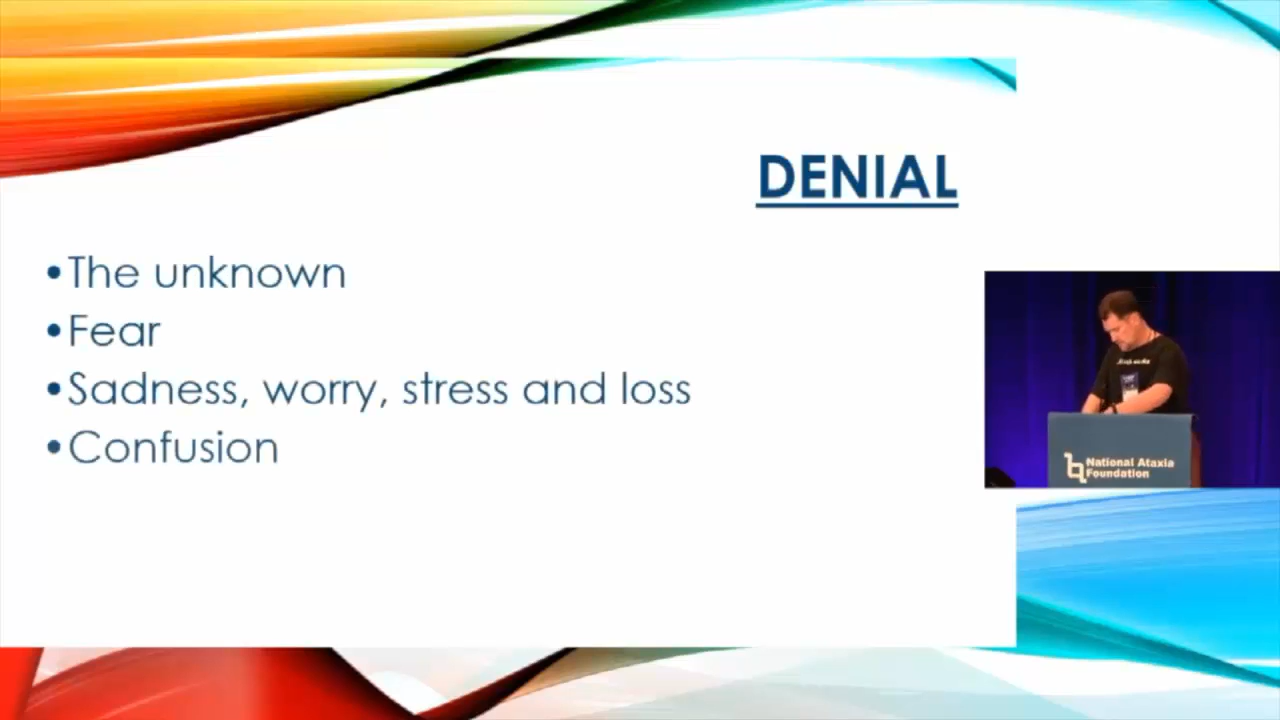 DENIAL
•The unknown
•Fear
•Sadness, worry, stress and loss
•Confusion
National Ataxia
Foundation